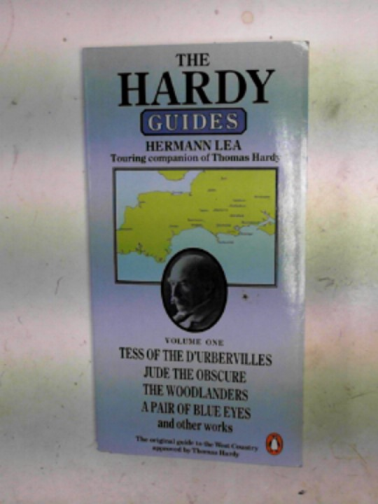 THE
HARDY
GUIDES
HERMANN LEA
Touring companion of Thomas Hardy
VOLUME ONE
TESS OF THE D'URBERVILLES
JUDE THE OBSCURE
THE WOODLANDERS
A PAIR OF BLUE EYES
and other works
The original guide to the West Country
approved by Thomas Hardy